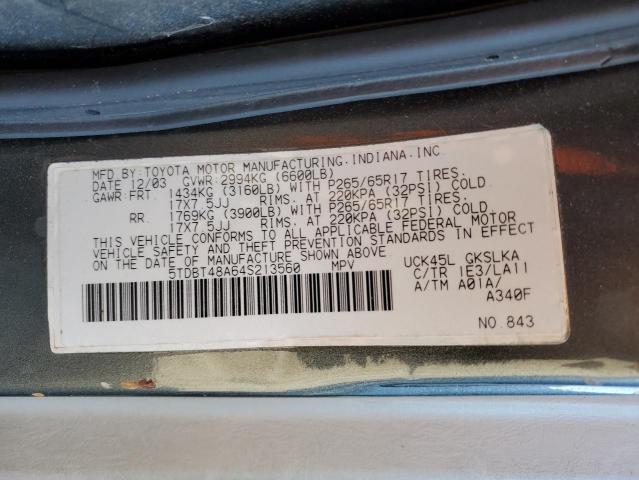 MFD.BY:TOYOTA MOTOR MANUFACTURING.INDIANA.INC
DATE 12/03 GVWR 2994KG (6600LB)
GAWR FRT. 1434KG (3160LB) WITH P265/65R17 TIRES.
17X7.5JJ RIMS. AT 220KPA (32PSI) COLD
RR. 1769KG (3900LB) WITH P265/65R17 TIRES.
17X7.5JJ RIMS. AT 220KPA (32PSI) COLD
THIS VEHICLE CONFORMS TO ALL APPLICABLE FEDERAL MOTOR
VEHICLE SAFETY AND THEFT PREVENTION STANDARDS IN EFFECT
ON THE DATE OF MANUFACTURE SHOWN ABOVE
5TDBT48A64S213560 MPV
UCK45L GKSLKA
C/TR 1E3/LA11
A/TM A01A/
A340F
NO.843